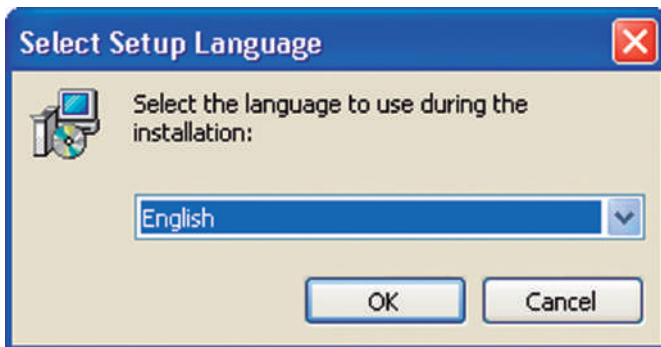 Select Setup Language
Select the language to use during the
installation:
English
OK
Cancel